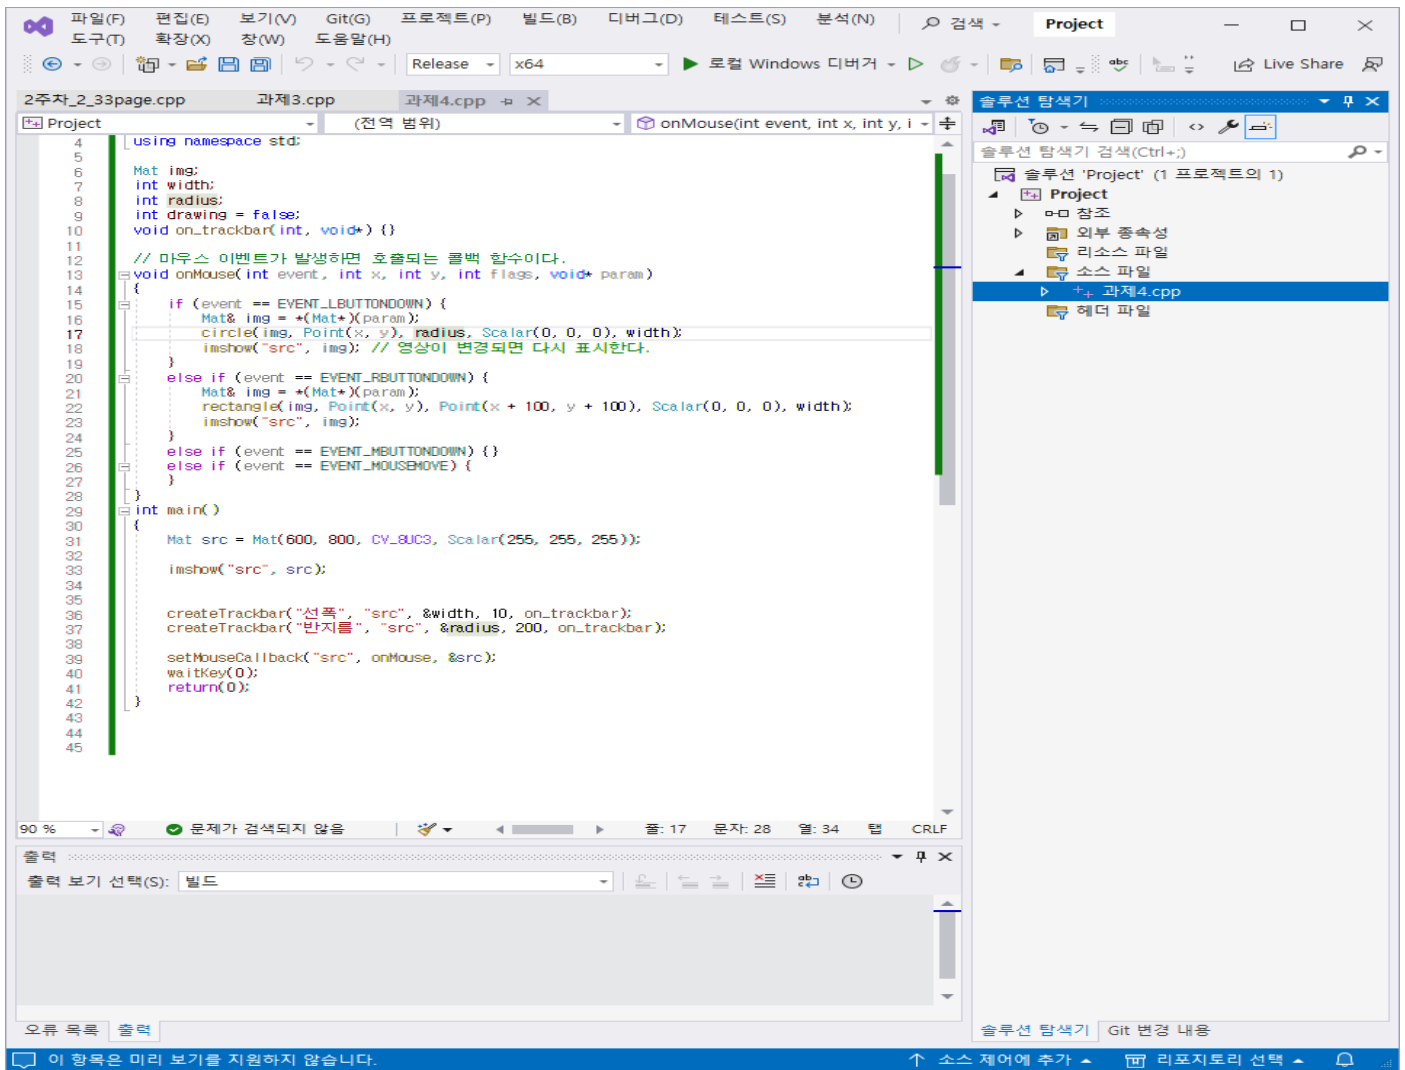 파일(F) 편집(E) 보기(V) Git(G) 프로젝트(P) 빌드(B) 디버그(D) 테스트(S) 분석(N) 검색 Project
도구(T) 확장(X) 창(W) 도움말(H)
Release x64 로컬 Windows 디버거 Live Share
2주차_2_33page.cpp 과제3.cpp 과제4.cpp
Project (전역 범위) onMouse(int event, int x, int y, i
4 using namespace std;
5
6 Mat img;
7 int width;
8 int radius;
9 int drawing = false;
10 void on_trackbar(int, void*) {}
11
12 // 마우스 이벤트가 발생하면 호출되는 콜백 함수이다.
13 void onMouse(int event, int x, int y, int flags, void* param)
14 {
15 if (event == EVENT_LBUTTONDOWN) {
16 Mat& img = *(Mat*)(param);
17 circle(img, Point(x, y), radius, Scalar(0, 0, 0), width);
18 imshow("src", img); // 영상이 변경되면 다시 표시한다.
19 }
20 else if (event == EVENT_RBUTTONDOWN) {
21 Mat& img = *(Mat*)(param);
22 rectangle(img, Point(x, y), Point(x + 100, y + 100), Scalar(0, 0, 0), width);
23 imshow("src", img);
24 }
25 else if (event == EVENT_MBUTTONDOWN) {}
26 else if (event == EVENT_MOUSEMOVE) {
27 }
28 }
29 int main()
30 {
31 Mat src = Mat(600, 800, CV_8UC3, Scalar(255, 255, 255));
32
33 imshow("src", src);
34
35
36 createTrackbar("선폭", "src", &width, 10, on_trackbar);
37 createTrackbar("반지름", "src", &radius, 200, on_trackbar);
38
39 setMouseCallback("src", onMouse, &src);
40 waitKey(0);
41 return(0);
42 }
43
44
45
90 % 문제가 검색되지 않음 줄: 17 문자: 28 열: 34 탭 CRLF
출력
출력 보기 선택(S): 빌드
오류 목록 출력
솔루션 탐색기
솔루션 탐색기 검색(Ctrl+;)
솔루션 'Project' (1 프로젝트의 1)
Project
참조
외부 종속성
리소스 파일
소스 파일
과제4.cpp
헤더 파일
솔루션 탐색기 Git 변경 내용
이 항목은 미리 보기를 지원하지 않습니다. 소스 제어에 추가 리포지토리 선택